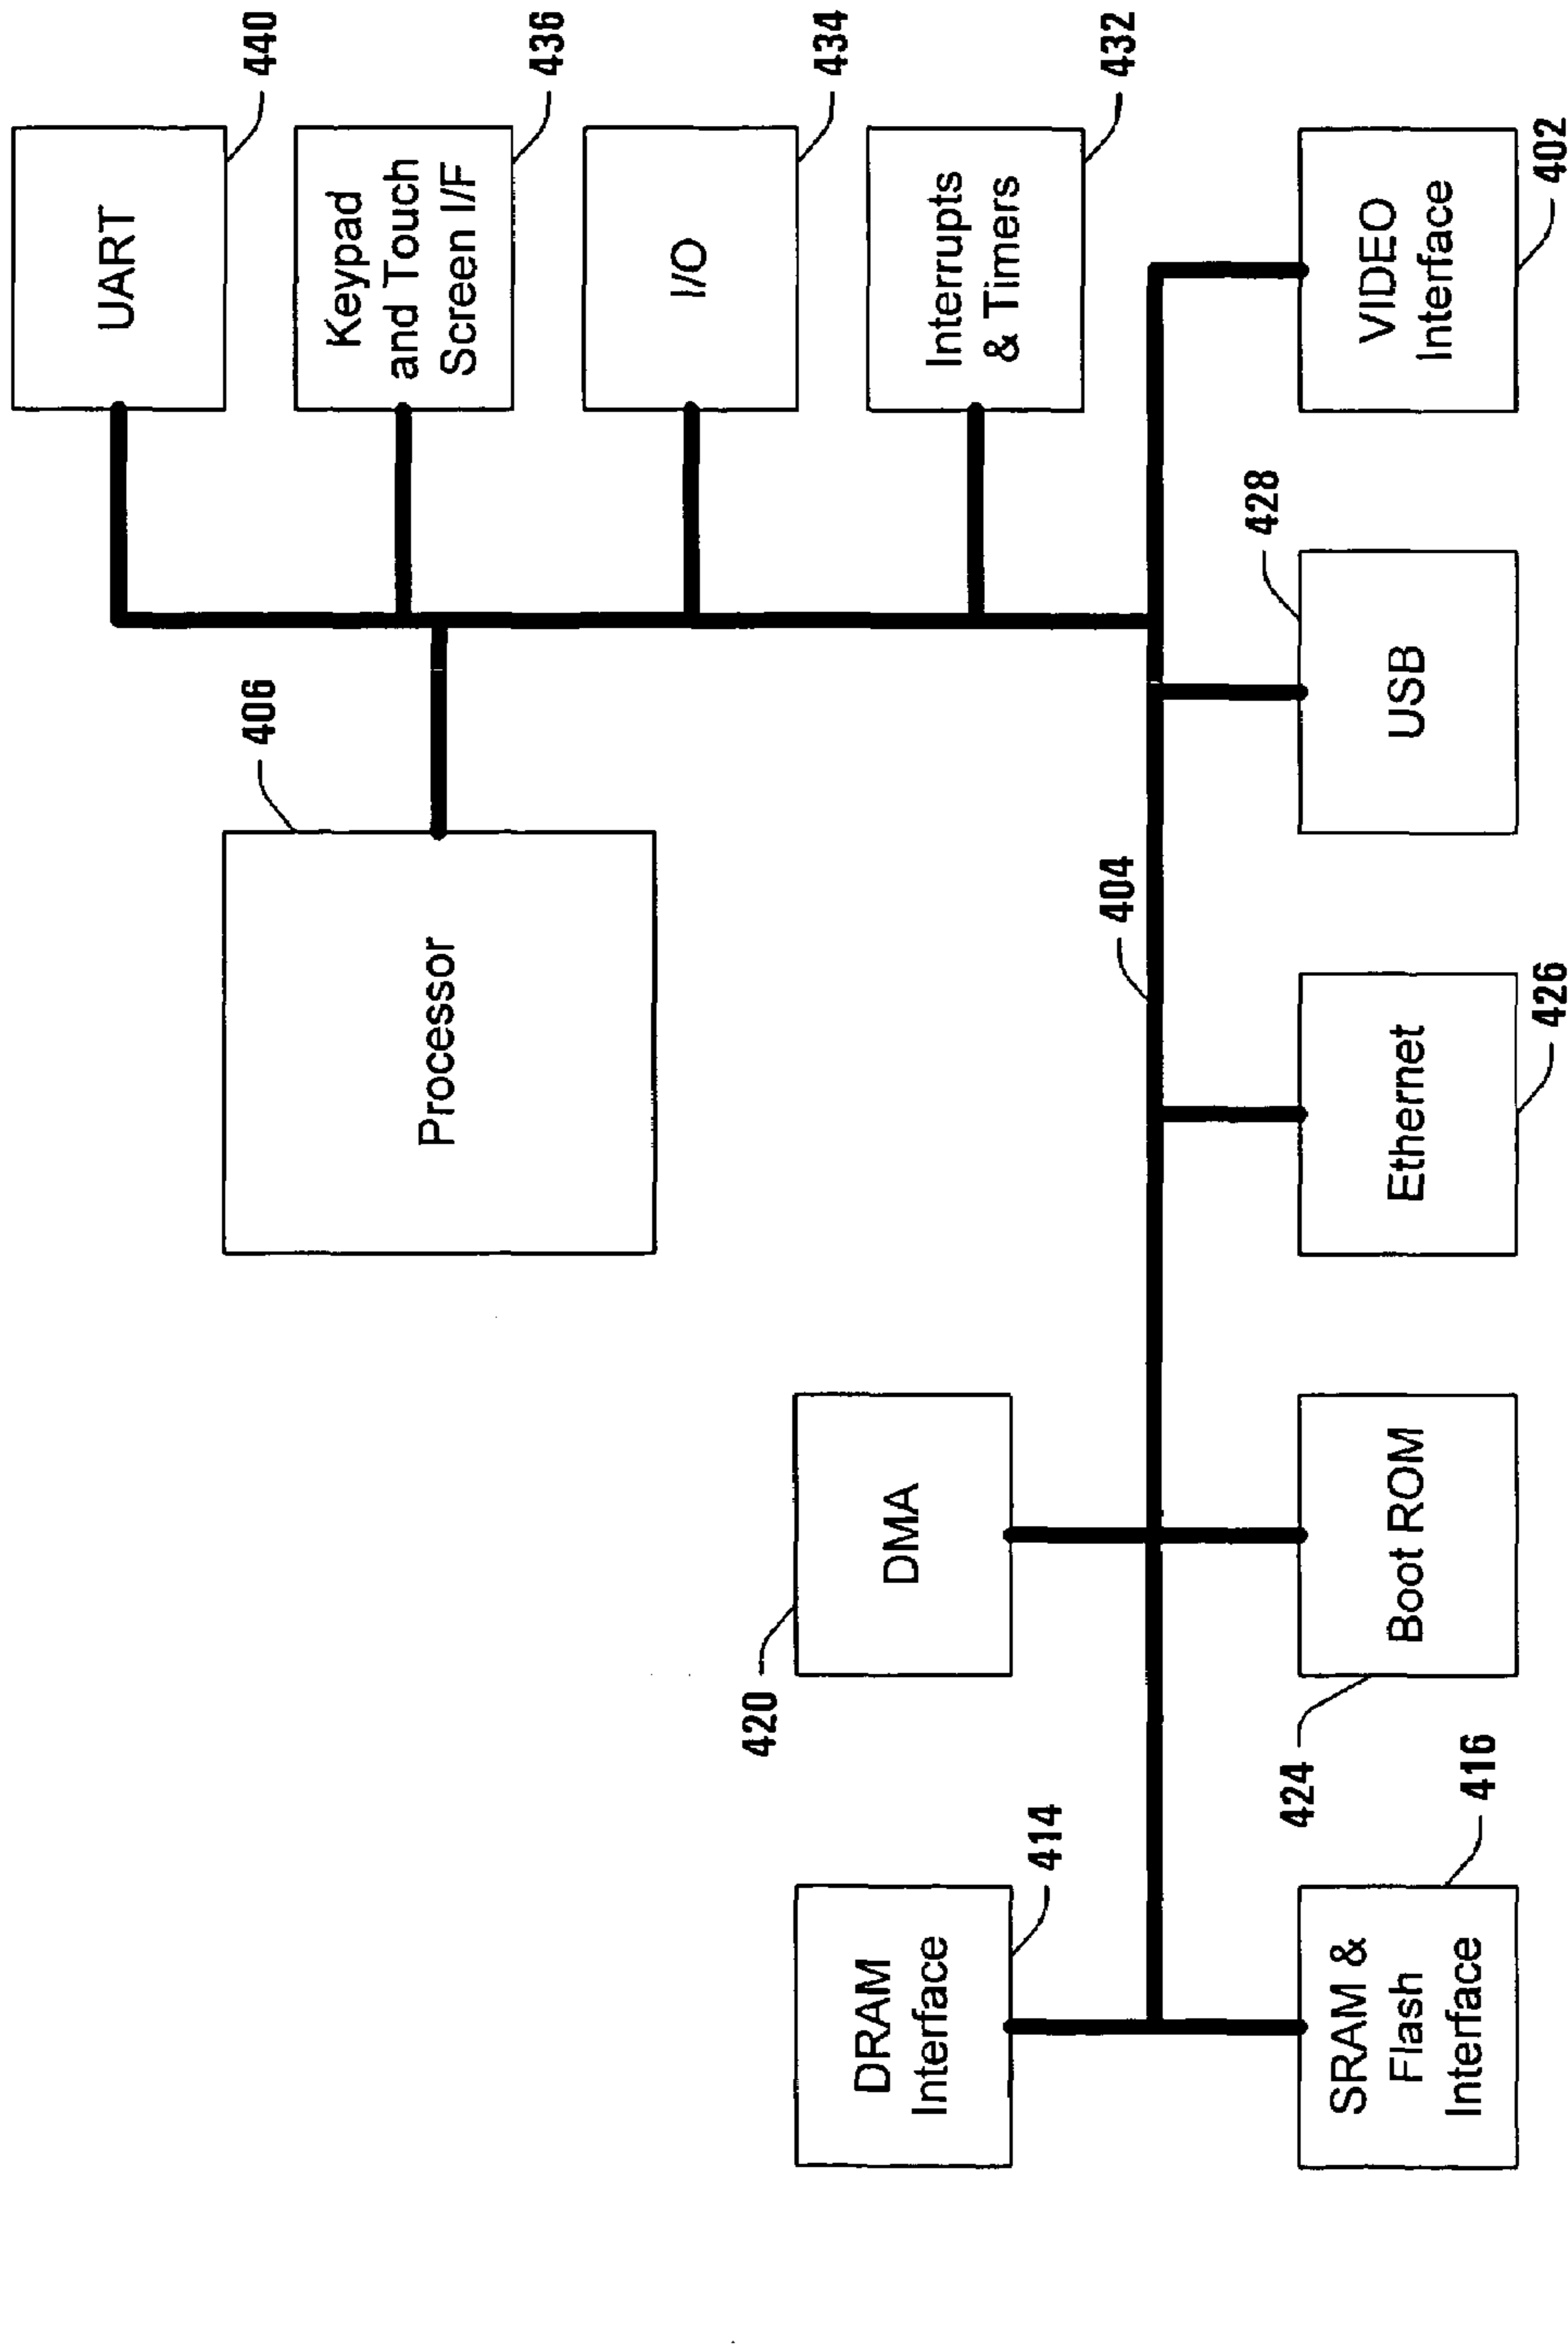 UART
440
Keypad
and Touch
Screen I/F
436
I/O
434
Interrupts
& Timers
432
VIDEO
Interface
402
Processor
406
404
USB
428
Ethernet
426
DMA
420
Boot ROM
424
DRAM
Interface
414
SRAM &
Flash
Interface
416